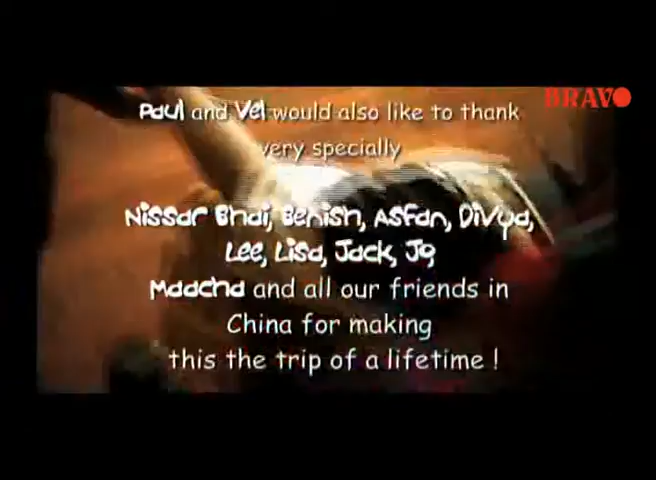 BRAVO
Paul and Vel would also like to thank
very specially
Nissar Bhai, Behish, Asfan, Divya,
Lee, Lisa, Jack, Jo
Maacha and all our friends in
China for making
this the trip of a lifetime !